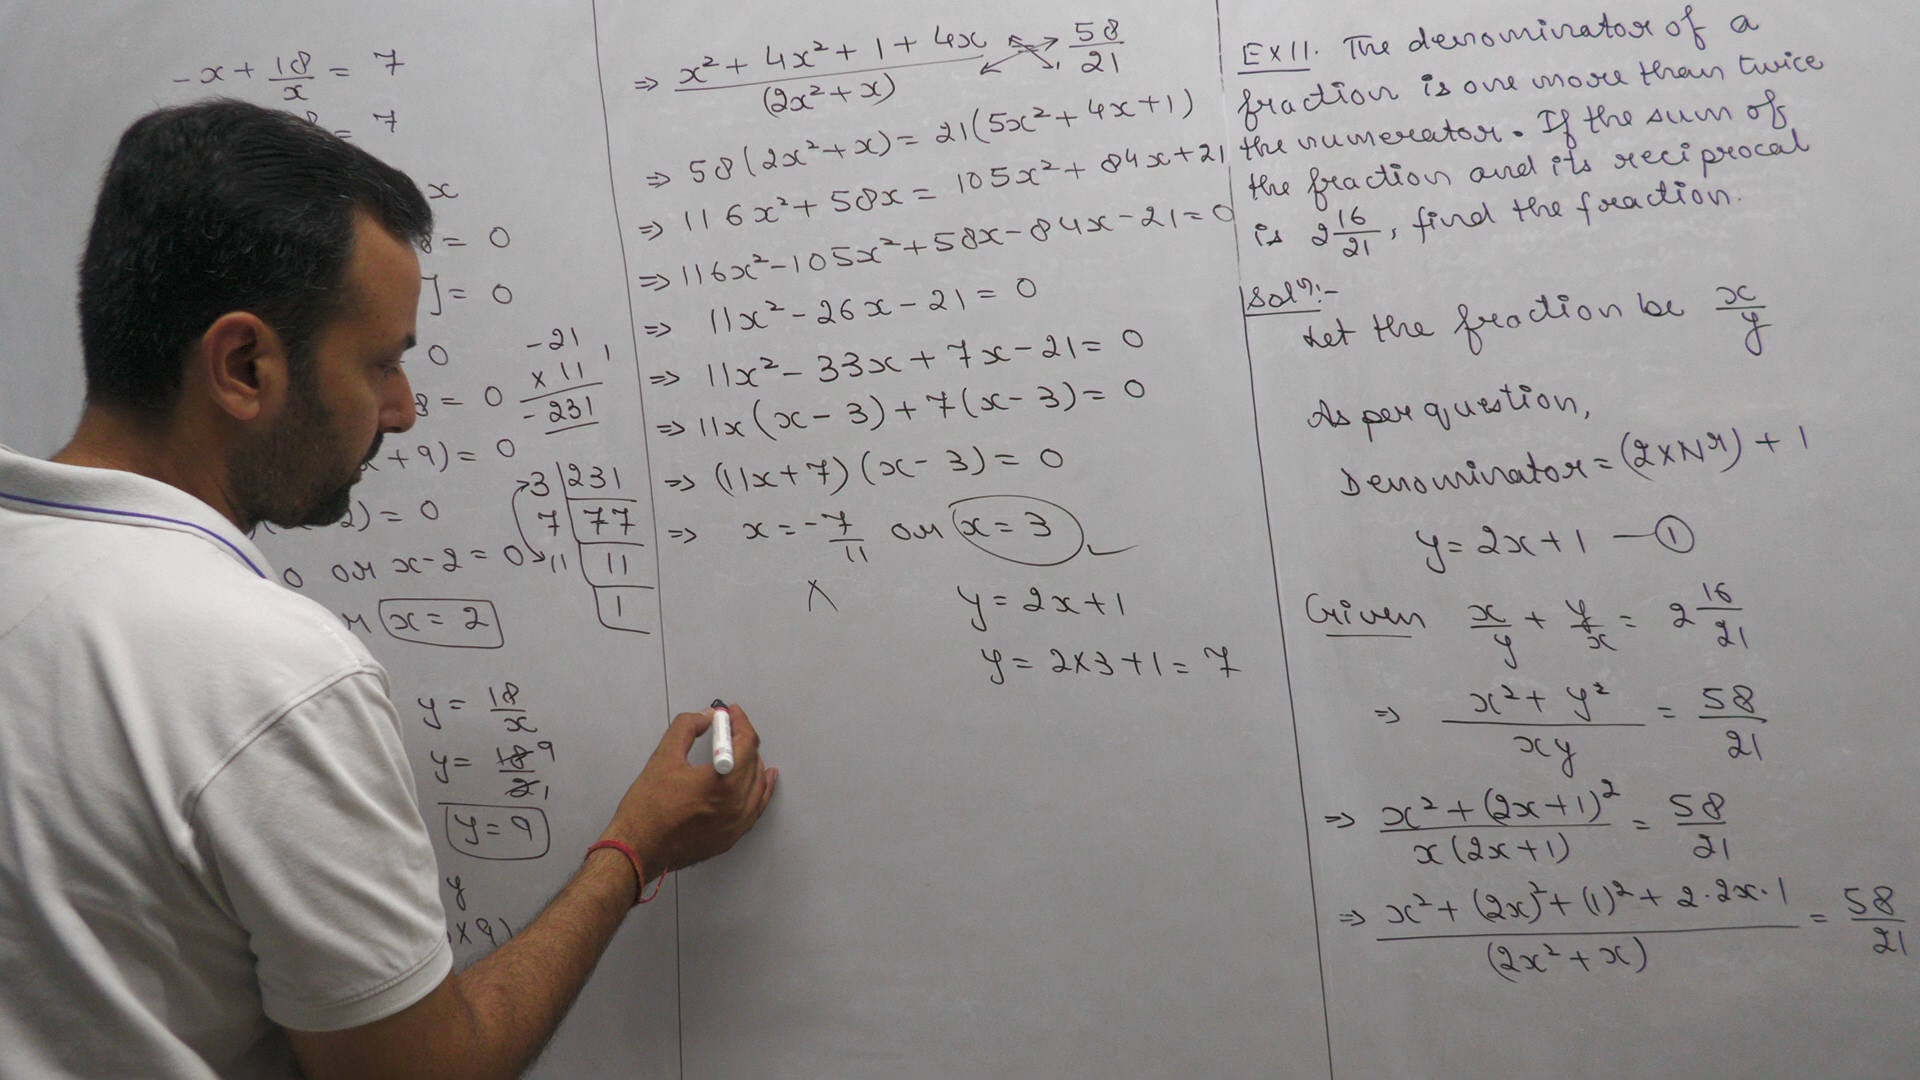 -x + 18/x = 7
= 7
x
8 = 0
] = 0
0
8 = 0
x + 9) = 0
2) = 0
0 or x - 2 = 0
x = 2
y = 18/x
y = 18/2 9 1
y = 9
y
× 9)
-21
× 11
- 231
3 | 231
7 | 77
11 | 11
1
⇒ (x² + 4x² + 1 + 4x)/(2x² + x) = 58/21
⇒ 58(2x² + x) = 21(5x² + 4x + 1)
⇒ 116x² + 58x = 105x² + 84x + 21
⇒ 116x² - 105x² + 58x - 84x - 21 = 0
⇒ 11x² - 26x - 21 = 0
⇒ 11x² - 33x + 7x - 21 = 0
⇒ 11x(x - 3) + 7(x - 3) = 0
⇒ (11x + 7)(x - 3) = 0
⇒ x = -7/11 or x = 3
y = 2x + 1
y = 2×3 + 1 = 7
EX11. The denominator of a
fraction is one more than twice
the numerator. If the sum of
the fraction and its reciprocal
is 2 16/21, find the fraction.
Solⁿ:-
Let the fraction be x/y
As per question,
Denominator = (2×Nʳ) + 1
y = 2x + 1 — ①
Given x/y + y/x = 2 16/21
⇒ (x² + y²)/xy = 58/21
⇒ (x² + (2x + 1)²)/x(2x + 1) = 58/21
⇒ (x² + (2x)² + (1)² + 2·2x·1)/(2x² + x) = 58/21